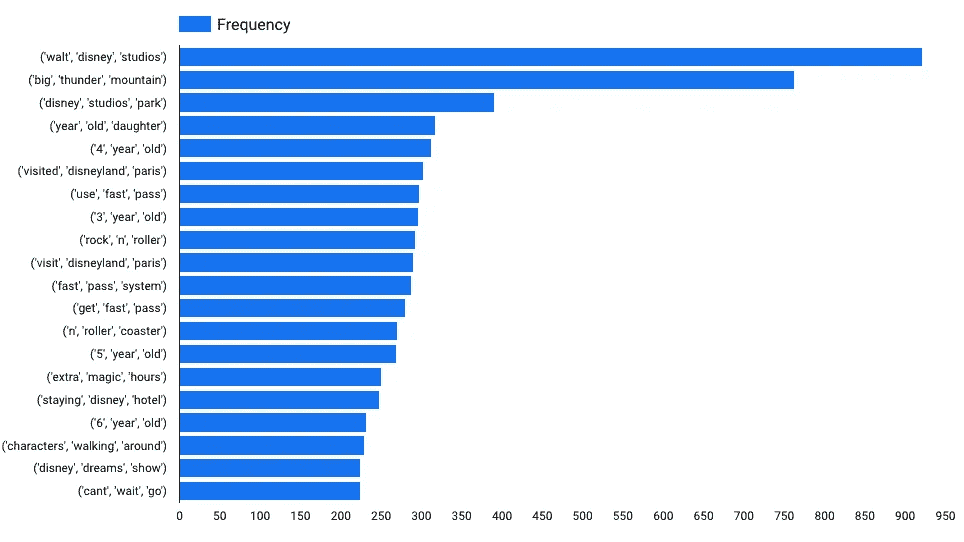 Frequency
('walt', 'disney', 'studios')
('big', 'thunder', 'mountain')
('disney', 'studios', 'park')
('year', 'old', 'daughter')
('4', 'year', 'old')
('visited', 'disneyland', 'paris')
('use', 'fast', 'pass')
('3', 'year', 'old')
('rock', 'n', 'roller')
('visit', 'disneyland', 'paris')
('fast', 'pass', 'system')
('get', 'fast', 'pass')
('n', 'roller', 'coaster')
('5', 'year', 'old')
('extra', 'magic', 'hours')
('staying', 'disney', 'hotel')
('6', 'year', 'old')
('characters', 'walking', 'around')
('disney', 'dreams', 'show')
('cant', 'wait', 'go')
0 50 100 150 200 250 300 350 400 450 500 550 600 650 700 750 800 850 900 950